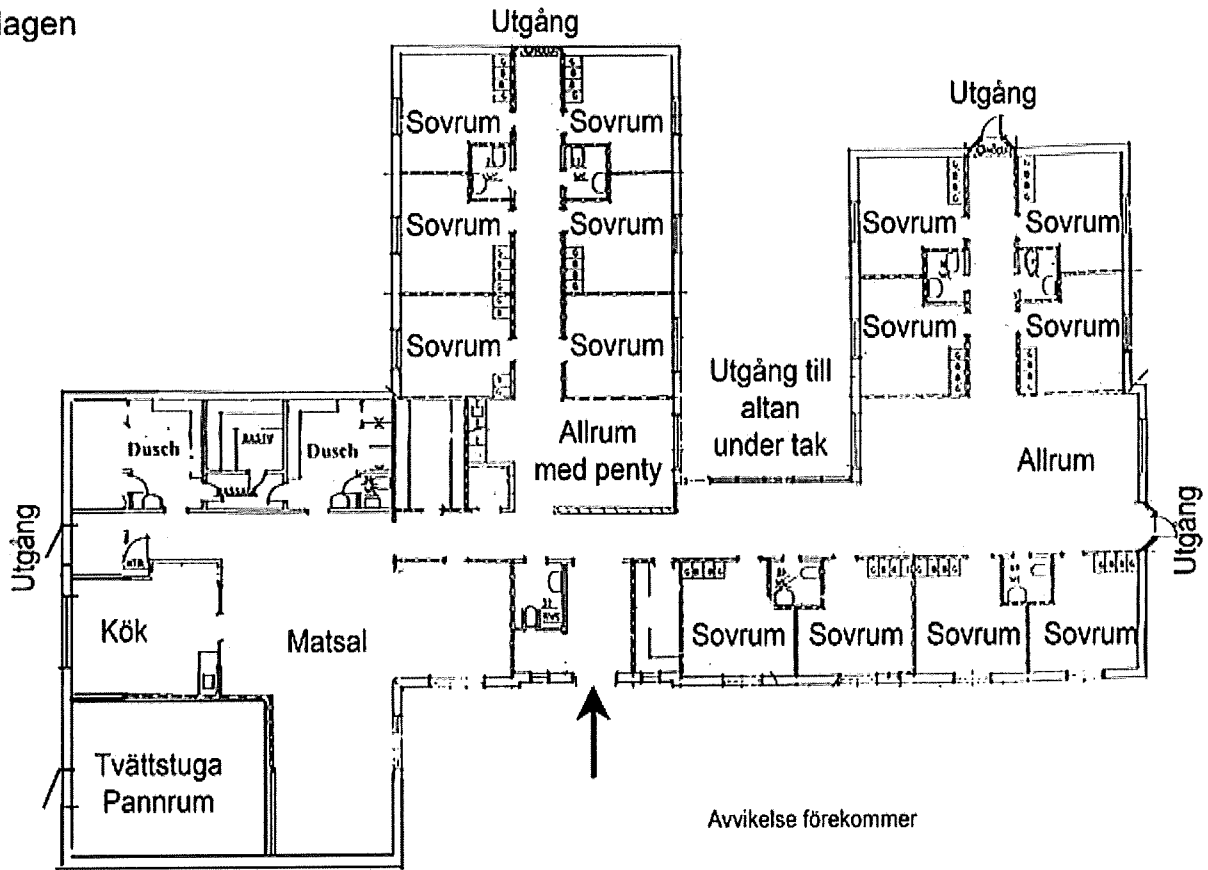 lagen
Utgång
Utgång
Sovrum Sovrum
Sovrum Sovrum
Sovrum Sovrum
Sovrum Sovrum
Sovrum Sovrum
Utgång till
altan
under tak
Dusch
BASTU
Dusch
Allrum
med penty
Allrum
Utgång
Utgång
Kök
Matsal
Sovrum Sovrum Sovrum Sovrum
Tvättstuga
Pannrum
Avvikelse förekommer